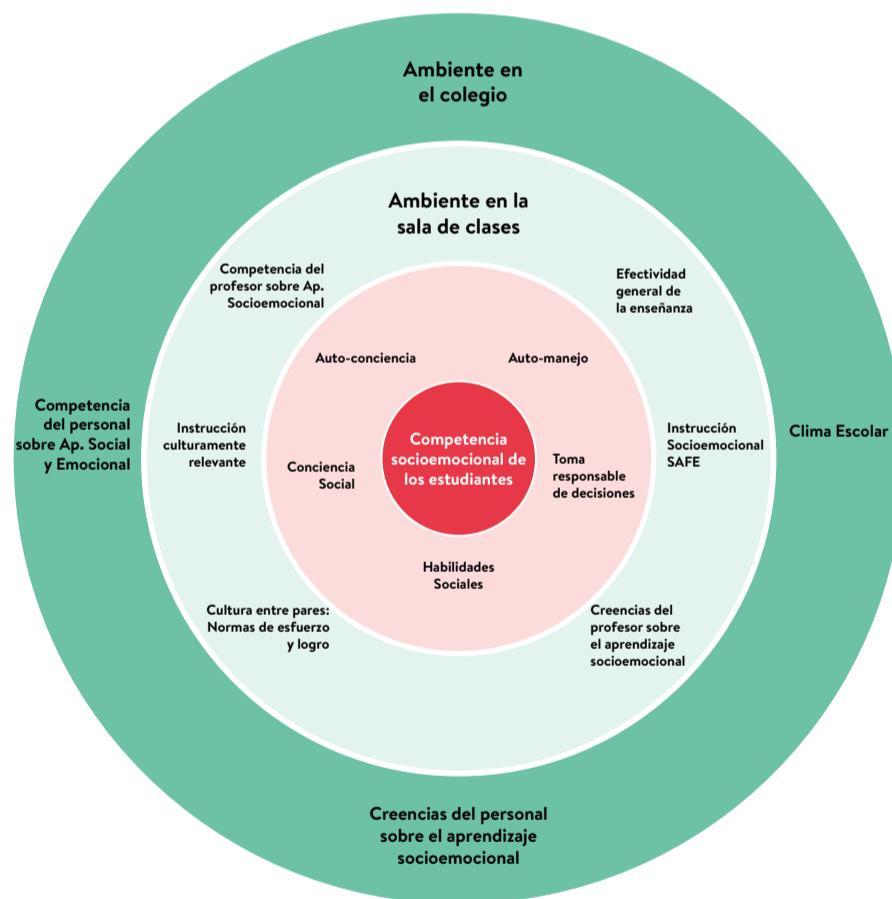 Ambiente en
el colegio
Ambiente en la
sala de clases
Competencia del
profesor sobre Ap.
Socioemocional
Efectividad
general de
la enseñanza
Auto-conciencia
Auto-manejo
Competencia
del personal
sobre Ap. Social
y Emocional
Instrucción
culturamente
relevante
Conciencia
Social
Competencia
socioemocional de
los estudiantes
Toma
responsable
de decisiones
Instrucción
Socioemocional
SAFE
Clima Escolar
Habilidades
Sociales
Cultura entre pares:
Normas de esfuerzo
y logro
Creencias del
profesor sobre
el aprendizaje
socioemocional
Creencias del personal
sobre el aprendizaje
socioemocional